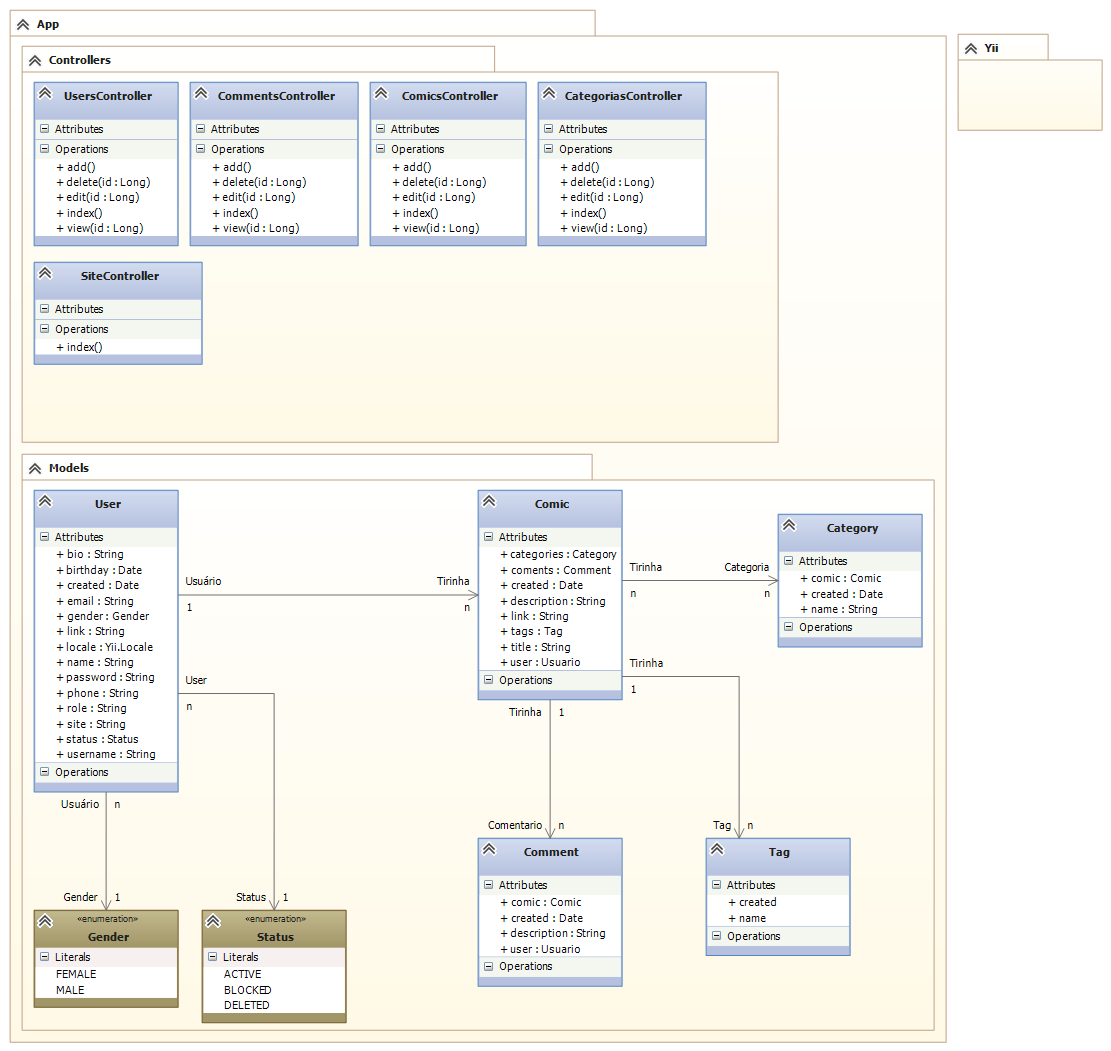 App
Yii
Controllers
UsersController
Attributes
Operations
+ add()
+ delete(id : Long)
+ edit(id : Long)
+ index()
+ view(id : Long)
CommentsController
Attributes
Operations
+ add()
+ delete(id : Long)
+ edit(id : Long)
+ index()
+ view(id : Long)
ComicsController
Attributes
Operations
+ add()
+ delete(id : Long)
+ edit(id : Long)
+ index()
+ view(id : Long)
CategoriasController
Attributes
Operations
+ add()
+ delete(id : Long)
+ edit(id : Long)
+ index()
+ view(id : Long)
SiteController
Attributes
Operations
+ index()
Models
User
Attributes
+ bio : String
+ birthday : Date
+ created : Date
+ email : String
+ gender : Gender
+ link : String
+ locale : Yii.Locale
+ name : String
+ password : String
+ phone : String
+ role : String
+ site : String
+ status : Status
+ username : String
Operations
Usuário
1
Tirinha
n
User
n
Usuário
n
Gender
1
Status
1
Comic
Attributes
+ categories : Category
+ coments : Comment
+ created : Date
+ description : String
+ link : String
+ tags : Tag
+ title : String
+ user : Usuario
Operations
Tirinha
n
Categoria
n
Category
Attributes
+ comic : Comic
+ created : Date
+ name : String
Operations
Tirinha
1
Tirinha
1
Comentario
n
Tag
n
«enumeration»
Gender
Literals
FEMALE
MALE
«enumeration»
Status
Literals
ACTIVE
BLOCKED
DELETED
Comment
Attributes
+ comic : Comic
+ created : Date
+ description : String
+ user : Usuario
Operations
Tag
Attributes
+ created
+ name
Operations